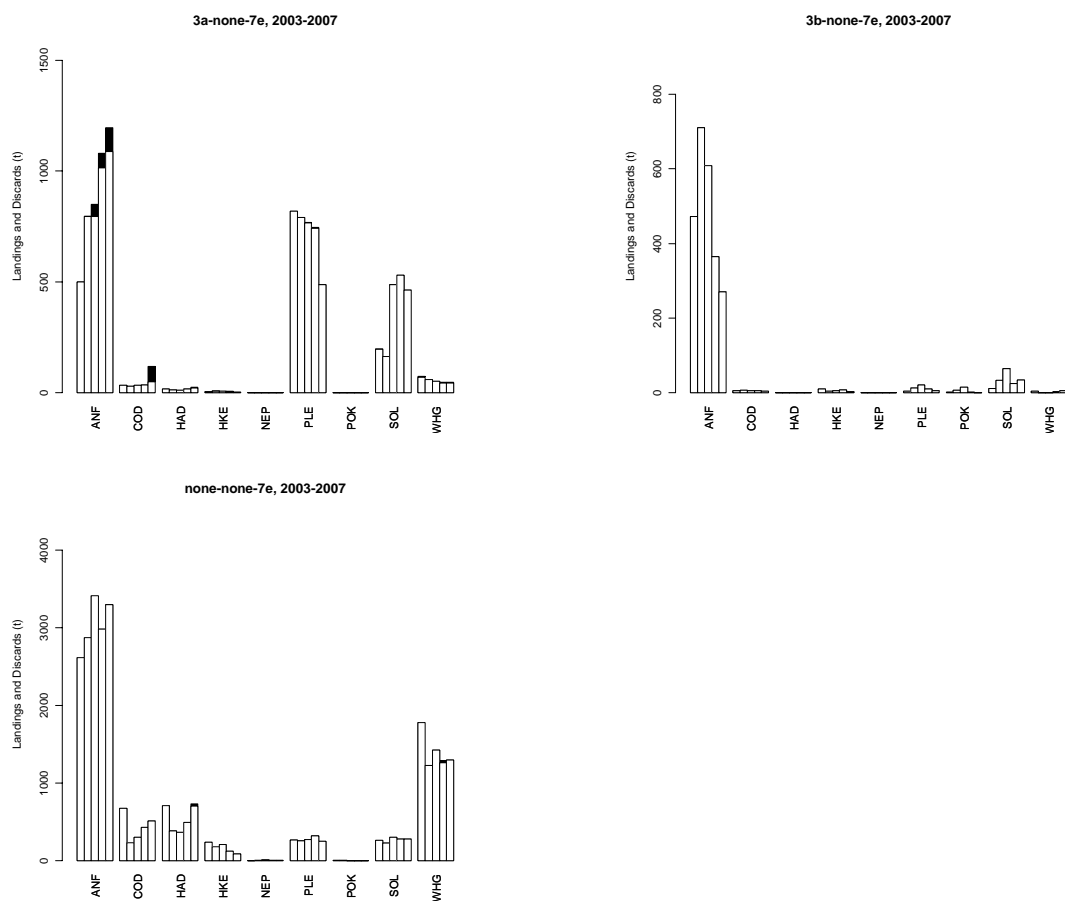 3a-none-7e, 2003-2007
Landings and Discards (t)
0
500
1000
1500
ANF
COD
HAD
HKE
NEP
PLE
POK
SOL
WHG
3b-none-7e, 2003-2007
Landings and Discards (t)
0
200
400
600
800
ANF
COD
HAD
HKE
NEP
PLE
POK
SOL
WHG
none-none-7e, 2003-2007
Landings and Discards (t)
0
1000
2000
3000
4000
ANF
COD
HAD
HKE
NEP
PLE
POK
SOL
WHG